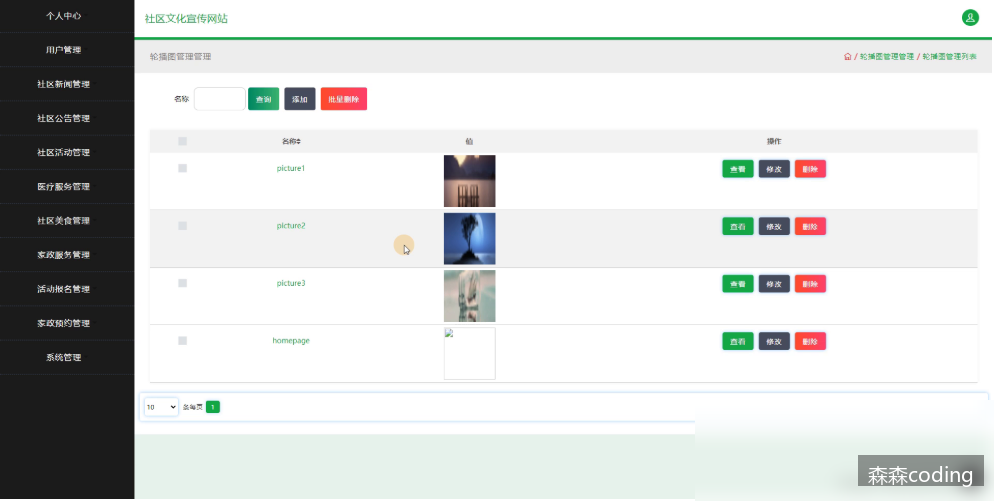 个人中心
用户管理
社区新闻管理
社区公告管理
社区活动管理
医疗服务管理
社区美食管理
家政服务管理
活动报名管理
家政预约管理
系统管理
社区文化宣传网站
轮播图管理管理
/ 轮播图管理管理 / 轮播图管理列表
名称 查询 添加 批量删除
名称 值 操作
picture1 查看 修改 删除
picture2 查看 修改 删除
picture3 查看 修改 删除
homepage 查看 修改 删除
10 条每页 1
森森coding